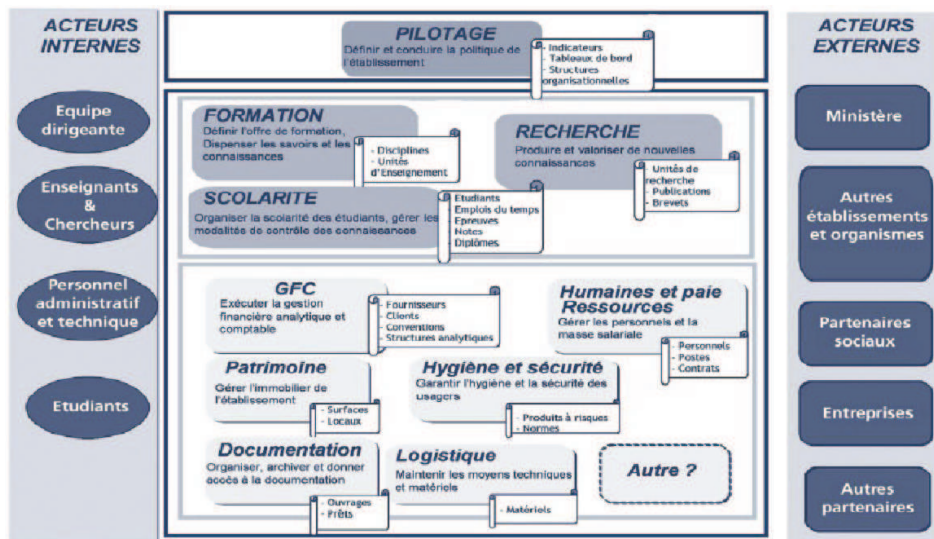 ACTEURS
INTERNES
Equipe
dirigeante
Enseignants
&
Chercheurs
Personnel
administratif
et technique
Etudiants
PILOTAGE
Définir et conduire la politique de
l'établissement
- Indicateurs
- Tableaux de bord
- Structures
organisationnelles
FORMATION
Définir l'offre de formation,
Dispenser les savoirs et les
connaissances
- Disciplines
- Unités
d'Enseignement
RECHERCHE
Produire et valoriser de nouvelles
connaissances
- Unités de
recherche
- Publications
- Brevets
SCOLARITE
Organiser la scolarité des étudiants, gérer les
modalités de contrôle des connaissances
Etudiants
Emplois du temps
Epreuves
Notes
Diplômes
GFC
Exécuter la gestion
financière analytique et
comptable
- Fournisseurs
- Clients
- Conventions
- Structures analytiques
Humaines et paie
Ressources
Gérer les personnels et la
masse salariale
- Personnels
- Postes
- Contrats
Patrimoine
Gérer l'immobilier de
l'établissement
- Surfaces
- Locaux
Hygiène et sécurité
Garantir l'hygiène et la sécurité des
usagers
- Produits à risques
- Normes
Documentation
Organiser, archiver et donner
accès à la documentation
- Ouvrages
- Prêts
Logistique
Maintenir les moyens techniques
et matériels
- Matériels
Autre ?
ACTEURS
EXTERNES
Ministère
Autres
établissements
et organismes
Partenaires
sociaux
Entreprises
Autres
partenaires